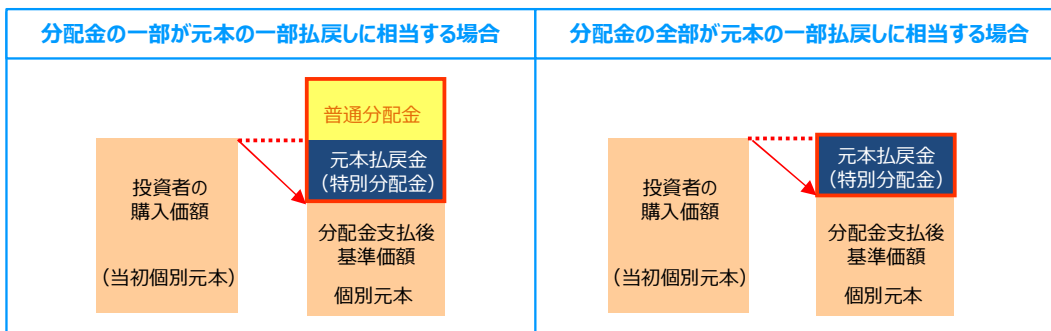 分配金の一部が元本の一部払戻しに相当する場合
普通分配金
元本払戻金
（特別分配金）
投資者の
購入価額
（当初個別元本）
分配金支払後
基準価額
個別元本
分配金の全部が元本の一部払戻しに相当する場合
元本払戻金
（特別分配金）
投資者の
購入価額
（当初個別元本）
分配金支払後
基準価額
個別元本